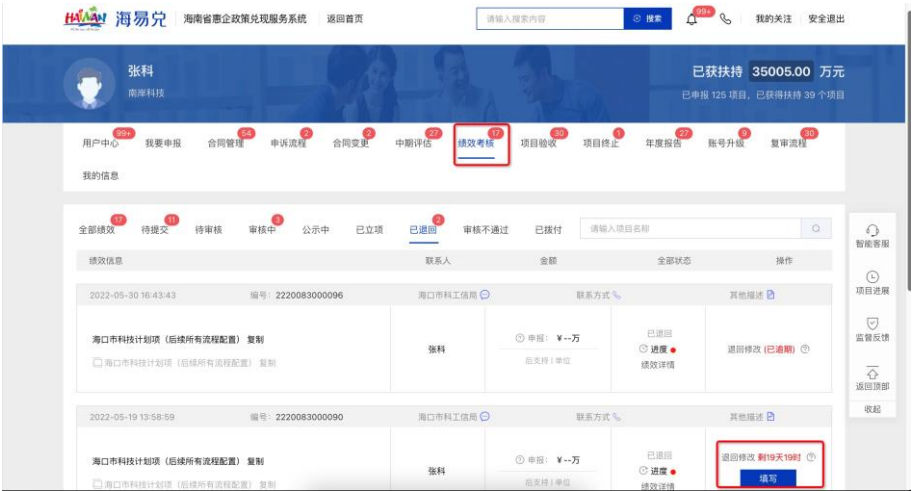 海易兑 海南省惠企政策兑现服务系统 返回首页 请输入搜索内容 搜索 99+ 我的关注 安全退出
张科
南岸科技
已获扶持 35005.00 万元
已申报 125 项目，已获得扶持 39 个项目
用户中心 99+ 我要申报 合同管理 54 申诉流程 2 合同变更 2 中期评估 27 绩效考核 17 项目验收 30 项目终止 1 年度报告 27 账号升级 9 复审流程 30
我的信息
全部绩效 17 待提交 11 待审核 审核中 3 公示中 已立项 已退回 2 审核不通过 已拨付 请输入项目名称
绩效信息 联系人 金额 全部状态 操作
2022-05-30 16:43:43 编号：2220083000096 海口市科工信局 联系方式 其他描述
海口市科技计划项（后续所有流程配置） 复制
海口市科技计划项（后续所有流程配置） 复制
张科
申报：￥--万
后支持 | 单位
已退回
进度
绩效详情
退回修改 (已逾期)
2022-05-19 13:58:59 编号：2220083000090 海口市科工信局 联系方式 其他描述
海口市科技计划项（后续所有流程配置） 复制
海口市科技计划项（后续所有流程配置） 复制
张科
申报：￥--万
后支持 | 单位
已退回
进度
绩效详情
退回修改 剩19天19时
填写
智能客服
项目进展
监督反馈
返回顶部
收起